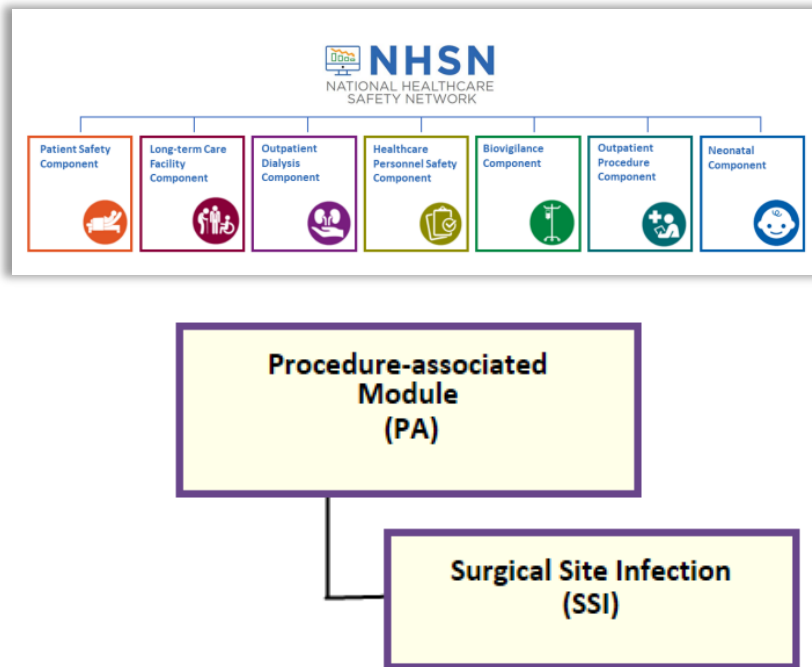 NHSN
NATIONAL HEALTHCARE
SAFETY NETWORK
Patient Safety
Component
Long-term Care
Facility
Component
Outpatient
Dialysis
Component
Healthcare
Personnel Safety
Component
Biovigilance
Component
Outpatient
Procedure
Component
Neonatal
Component
Procedure-associated
Module
(PA)
Surgical Site Infection
(SSI)